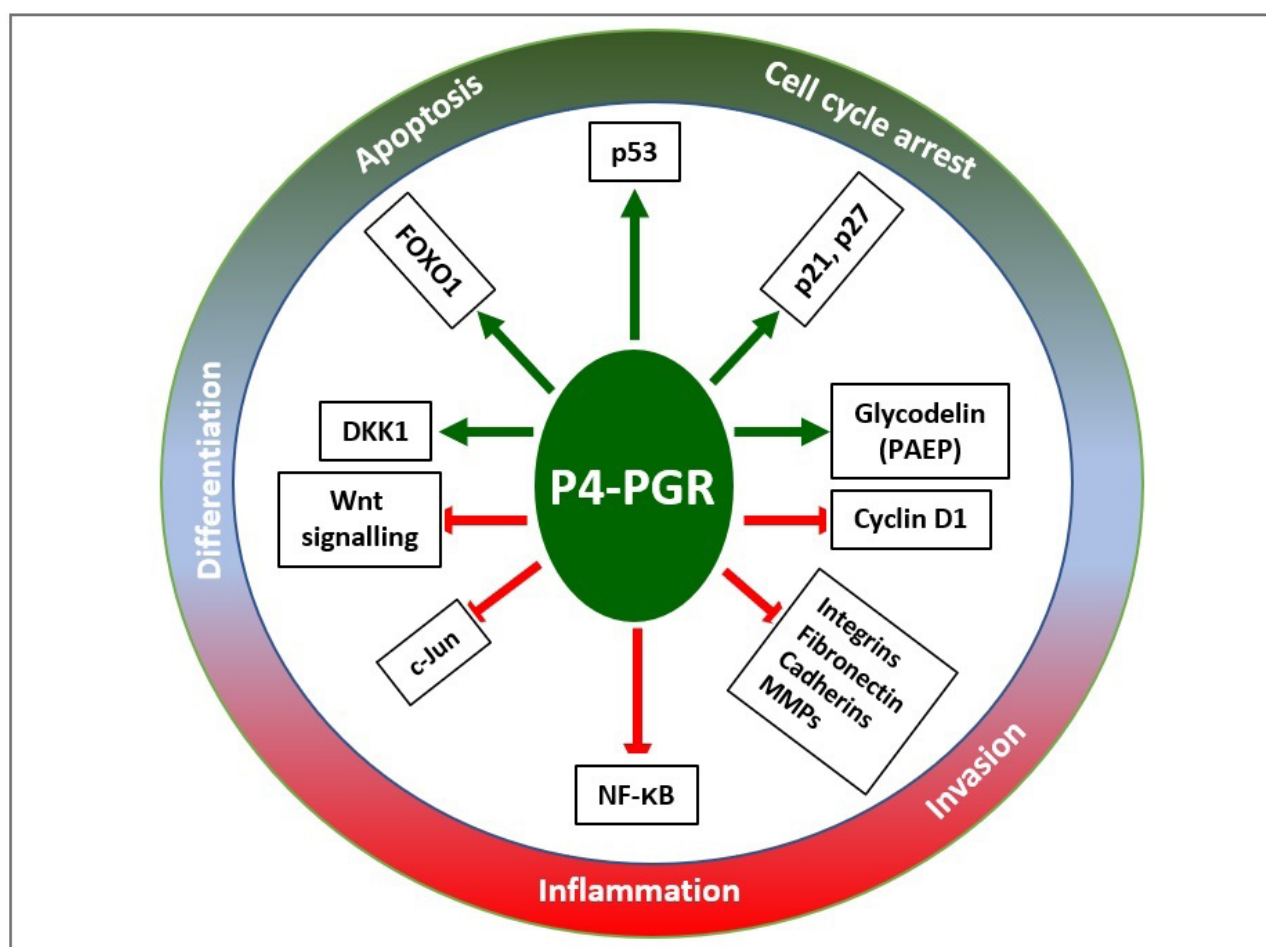 Apoptosis
Cell cycle arrest
p53
FOXO1
p21, p27
DKK1
Glycodelin
(PAEP)
P4-PGR
Differentiation
Wnt
signalling
Cyclin D1
c-Jun
Integrins
Fibronectin
Cadherins
MMPs
NF-κB
Invasion
Inflammation